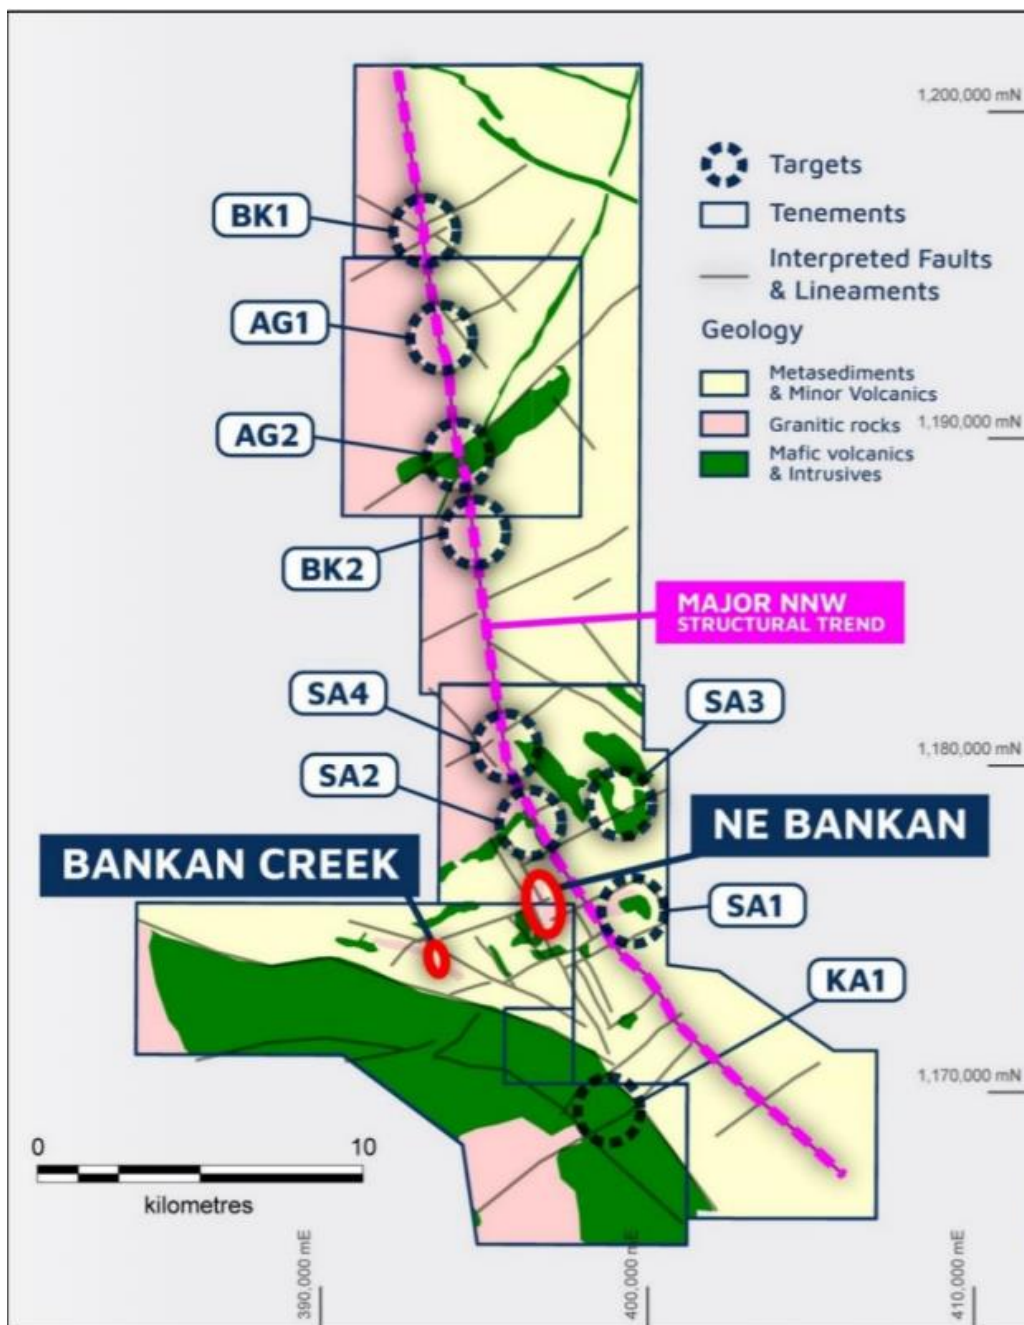 1,200,000 mN
Targets
BK1
Tenements
Interpreted Faults
& Lineaments
AG1
Geology
Metasediments
& Minor Volcanics
Granitic rocks
1,190,000 mN
AG2
Mafic volcanics
& Intrusives
BK2
MAJOR NNW
STRUCTURAL TREND
SA4
SA3
1,180,000 mN
SA2
NE BANKAN
BANKAN CREEK
SA1
KA1
1,170,000 mN
0 10
kilometres
390,000 mE
400,000 mE
410,000 mE